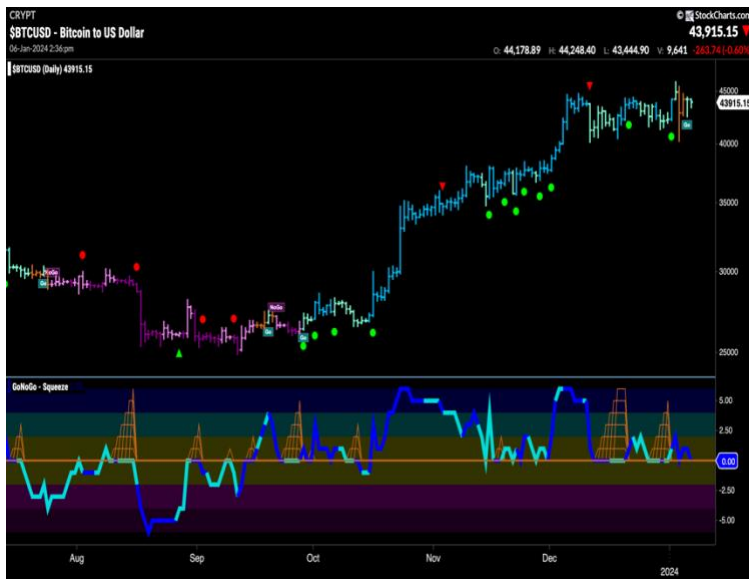 CRYPT
© StockCharts.com
$BTCUSD - Bitcoin to US Dollar
43,915.15
06-Jan-2024 2:36pm
O: 44,178.89 H: 44,248.40 L: 43,444.90 V: 9,641 -263.74 (-0.60%)
$BTCUSD (Daily) 43915.15
45000
43915.15
Go
40000
35000
30000
NoGo
Go
NoGo
Go
Go
25000
GoNoGo - Squeeze
5.00
2.50
0.00
-2.50
-5.00
Aug Sep Oct Nov Dec
2024